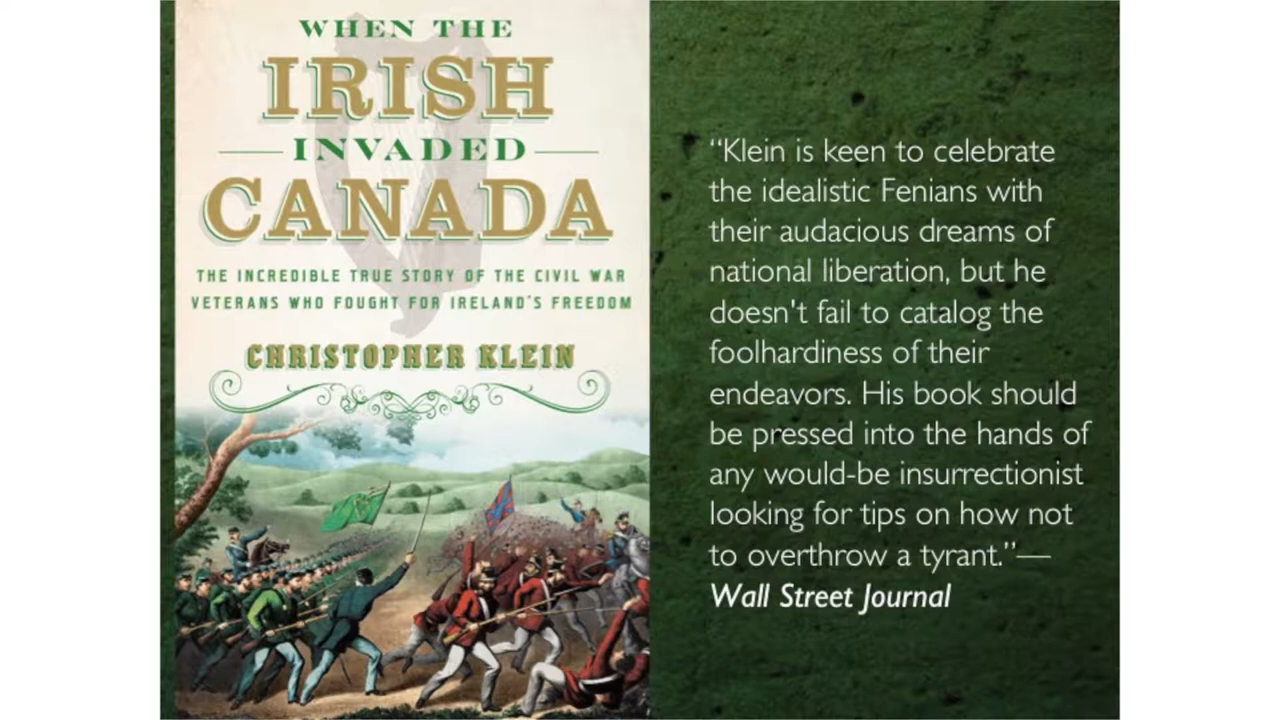 WHEN THE
IRISH
INVADED
CANADA
THE INCREDIBLE TRUE STORY OF THE CIVIL WAR
VETERANS WHO FOUGHT FOR IRELAND'S FREEDOM
CHRISTOPHER KLEIN
“Klein is keen to celebrate
the idealistic Fenians with
their audacious dreams of
national liberation, but he
doesn't fail to catalog the
foolhardiness of their
endeavors. His book should
be pressed into the hands of
any would-be insurrectionist
looking for tips on how not
to overthrow a tyrant.”—
Wall Street Journal